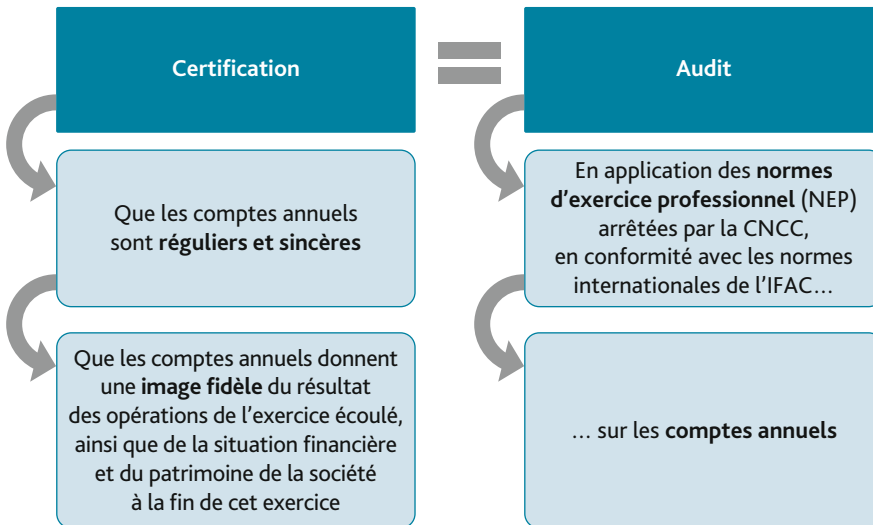 Certification
Que les comptes annuels
sont réguliers et sincères
Que les comptes annuels donnent
une image fidèle du résultat
des opérations de l'exercice écoulé,
ainsi que de la situation financière
et du patrimoine de la société
à la fin de cet exercice
Audit
En application des normes
d'exercice professionnel (NEP)
arrêtées par la CNCC,
en conformité avec les normes
internationales de l'IFAC…
… sur les comptes annuels